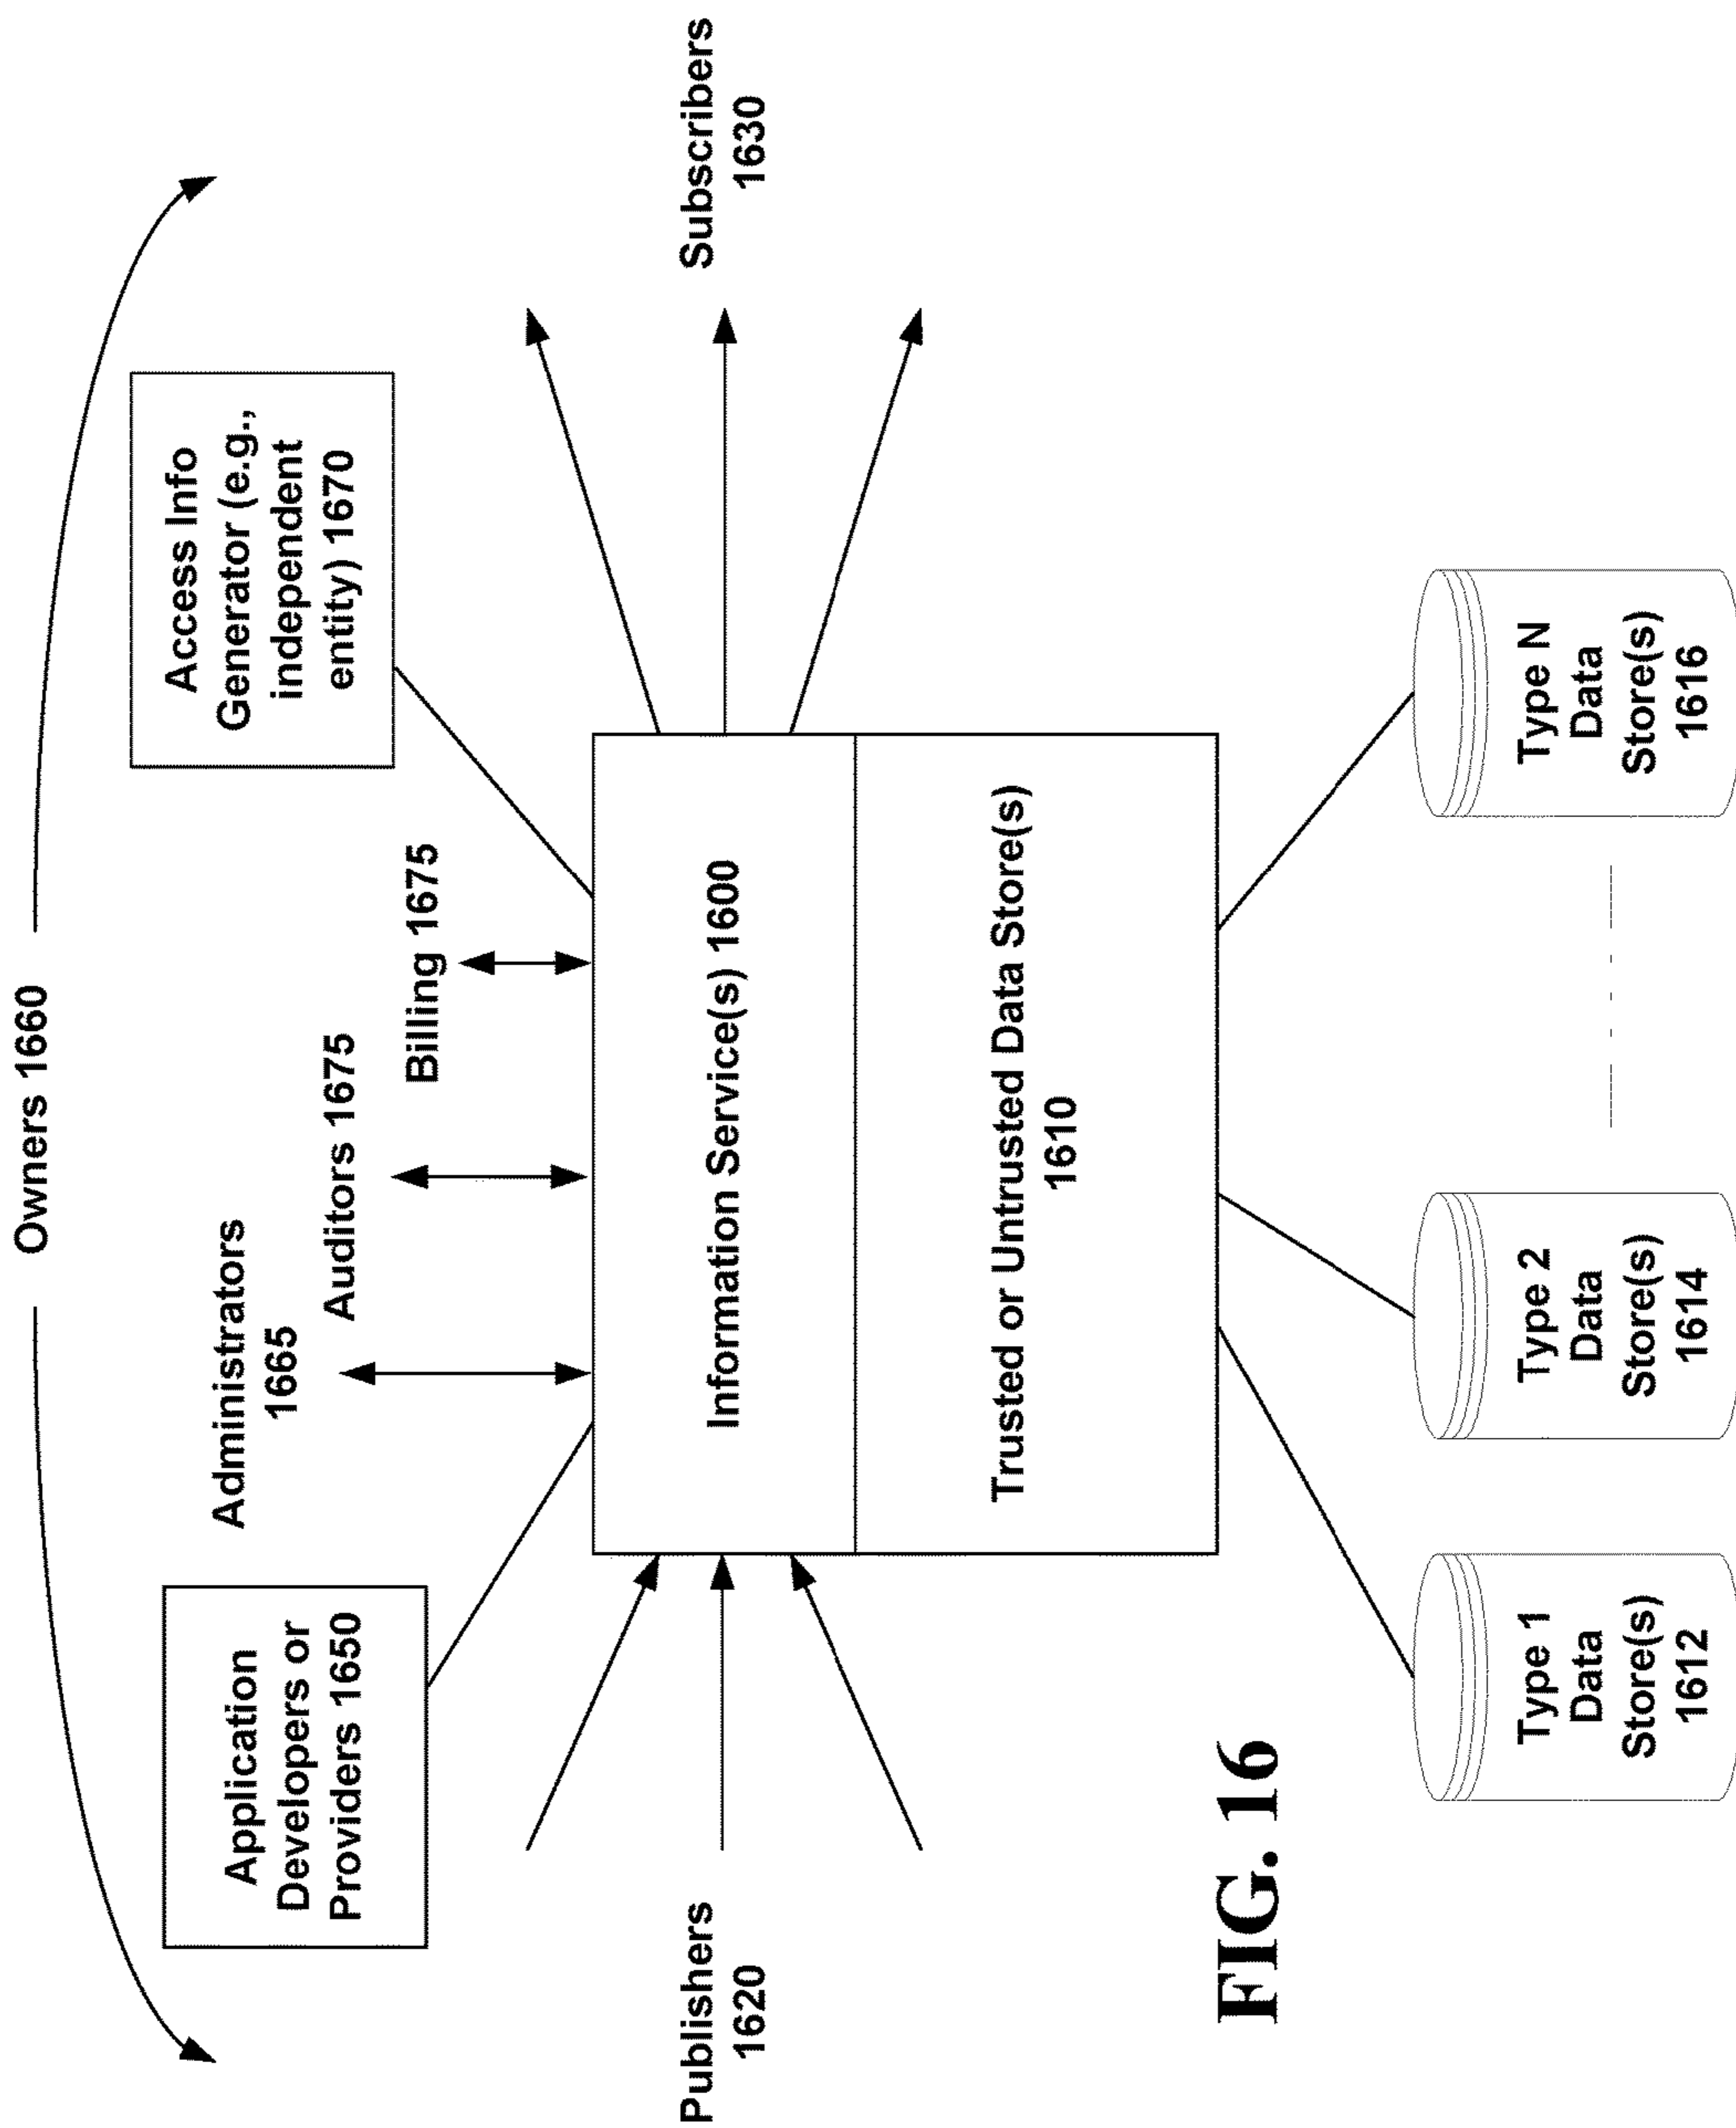 Owners 1660
Application
Developers or
Providers 1650
Administrators
1665
Auditors 1675
Billing 1675
Access Info
Generator (e.g.,
independent
entity) 1670
Publishers
1620
Information Service(s) 1600
Subscribers
1630
Trusted or Untrusted Data Store(s)
1610
FIG. 16
Type 1
Data
Store(s)
1612
Type 2
Data
Store(s)
1614
Type N
Data
Store(s)
1616